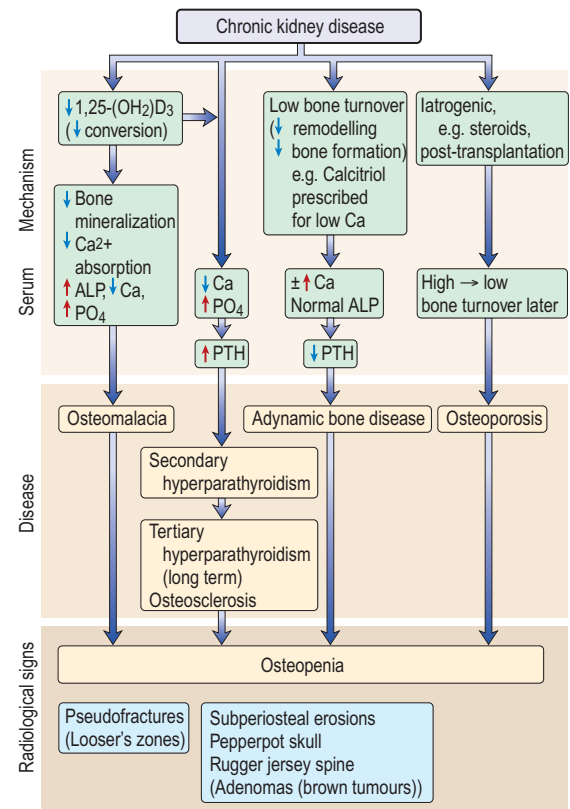 Chronic kidney disease
Mechanism
Serum
↓1,25-(OH2)D3
(↓ conversion)
↓ Bone
mineralization
↓ Ca2+
absorption
↑ ALP, ↓ Ca,
↑ PO4
↓ Ca
↑ PO4
↑ PTH
Low bone turnover
(↓ remodelling
↓ bone formation)
e.g. Calcitriol
prescribed
for low Ca
± ↑ Ca
Normal ALP
↓ PTH
Iatrogenic,
e.g. steroids,
post-transplantation
High → low
bone turnover later
Disease
Osteomalacia
Secondary
hyperparathyroidism
Tertiary
hyperparathyroidism
(long term)
Osteosclerosis
Adynamic bone disease
Osteoporosis
Radiological signs
Osteopenia
Pseudofractures
(Looser's zones)
Subperiosteal erosions
Pepperpot skull
Rugger jersey spine
(Adenomas (brown tumours))